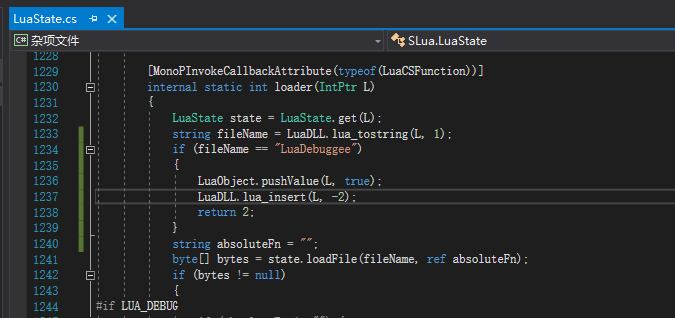 LuaState.cs
杂项文件
SLua.LuaState
1228
1229 [MonoPInvokeCallbackAttribute(typeof(LuaCSFunction))]
1230 internal static int loader(IntPtr L)
1231 {
1232 LuaState state = LuaState.get(L);
1233 string fileName = LuaDLL.lua_tostring(L, 1);
1234 if (fileName == "LuaDebuggee")
1235 {
1236 LuaObject.pushValue(L, true);
1237 LuaDLL.lua_insert(L, -2);
1238 return 2;
1239 }
1240 string absoluteFn = "";
1241 byte[] bytes = state.loadFile(fileName, ref absoluteFn);
1242 if (bytes != null)
1243 {
1244 #if LUA_DEBUG